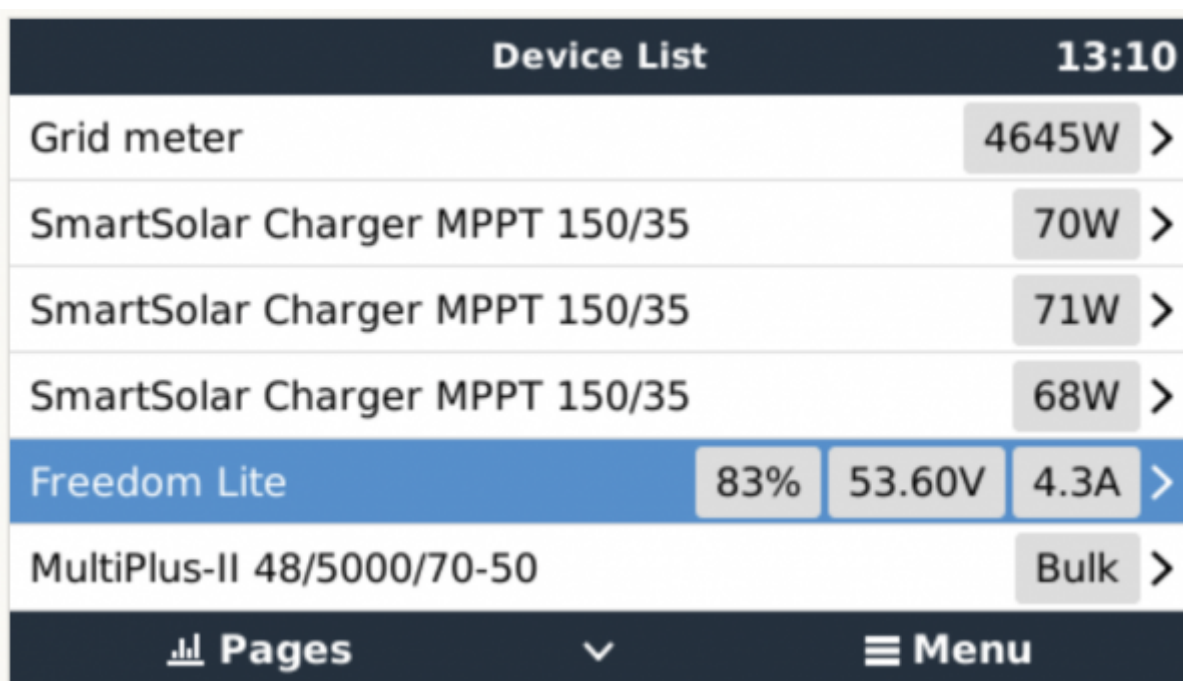 Device List 13:10
Grid meter 4645W
SmartSolar Charger MPPT 150/35 70W
SmartSolar Charger MPPT 150/35 71W
SmartSolar Charger MPPT 150/35 68W
Freedom Lite 83% 53.60V 4.3A
MultiPlus-II 48/5000/70-50 Bulk
Pages Menu